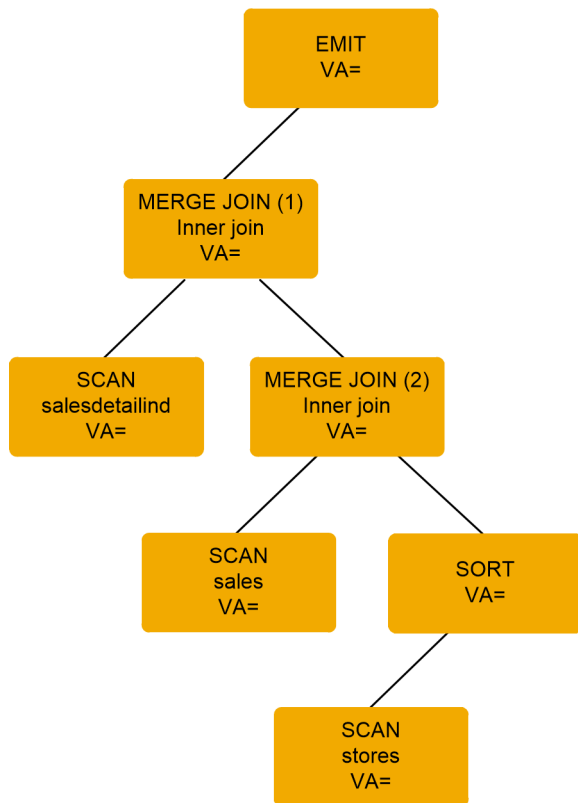 EMIT
VA=
MERGE JOIN (1)
Inner join
VA=
SCAN
salesdetailind
VA=
MERGE JOIN (2)
Inner join
VA=
SCAN
sales
VA=
SORT
VA=
SCAN
stores
VA=